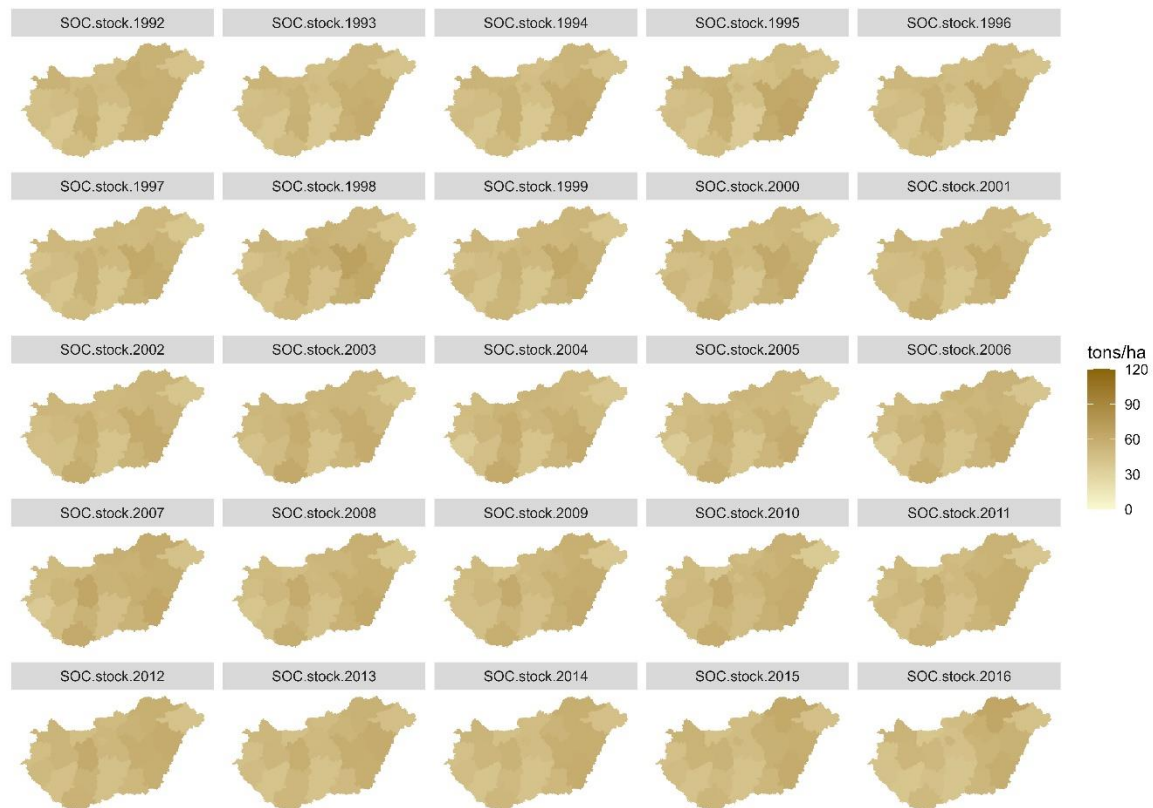 SOC.stock.1992 SOC.stock.1993 SOC.stock.1994 SOC.stock.1995 SOC.stock.1996
SOC.stock.1997 SOC.stock.1998 SOC.stock.1999 SOC.stock.2000 SOC.stock.2001
SOC.stock.2002 SOC.stock.2003 SOC.stock.2004 SOC.stock.2005 SOC.stock.2006
SOC.stock.2007 SOC.stock.2008 SOC.stock.2009 SOC.stock.2010 SOC.stock.2011
SOC.stock.2012 SOC.stock.2013 SOC.stock.2014 SOC.stock.2015 SOC.stock.2016
tons/ha
120
90
60
30
0